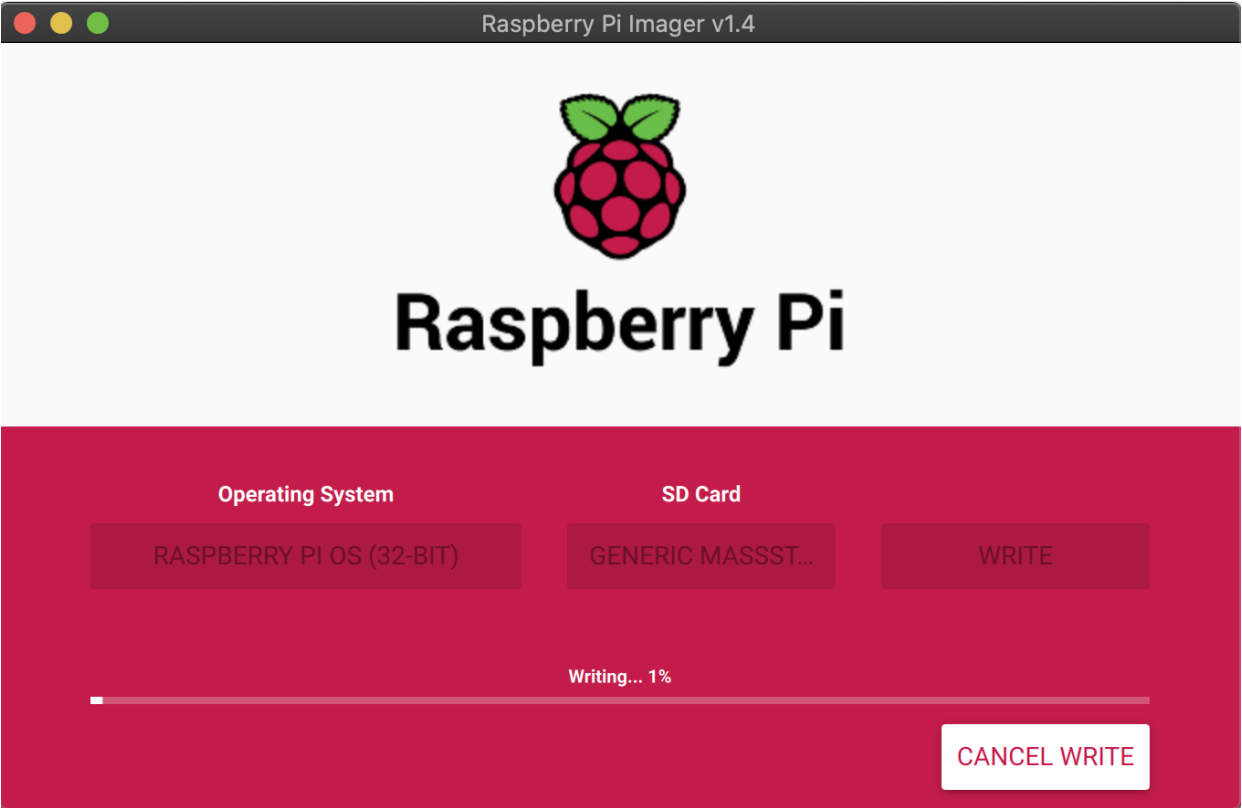 Raspberry Pi Imager v1.4
Raspberry Pi
Operating System
SD Card
RASPBERRY PI OS (32-BIT)
GENERIC MASSST...
WRITE
Writing... 1%
CANCEL WRITE